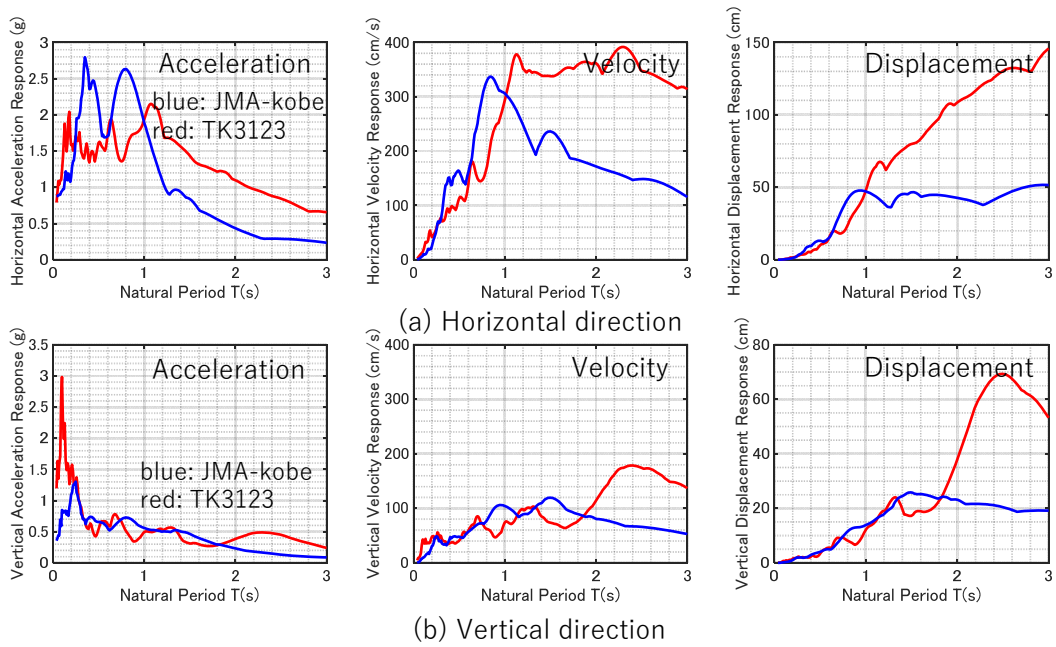 Horizontal Acceleration Response (g)
3
2.5
2
1.5
1
0.5
0
Acceleration
blue: JMA-kobe
red: TK3123
0 1 2 3
Natural Period T(s)
Horizontal Velocity Response (cm/s)
400
300
200
100
0
Velocity
0 1 2 3
Natural Period T(s)
Horizontal Displacement Response (cm)
150
100
50
0
Displacement
0 1 2 3
Natural Period T(s)
(a) Horizontal direction
Vertical Acceleration Response (g)
3.5
3
2.5
2
1.5
1
0.5
0
Acceleration
blue: JMA-kobe
red: TK3123
0 1 2 3
Natural Period T(s)
Vertical Velocity Response (cm/s)
400
300
200
100
0
Velocity
0 1 2 3
Natural Period T(s)
Vertical Displacement Response (cm)
80
60
40
20
0
Displacement
0 1 2 3
Natural Period T(s)
(b) Vertical direction